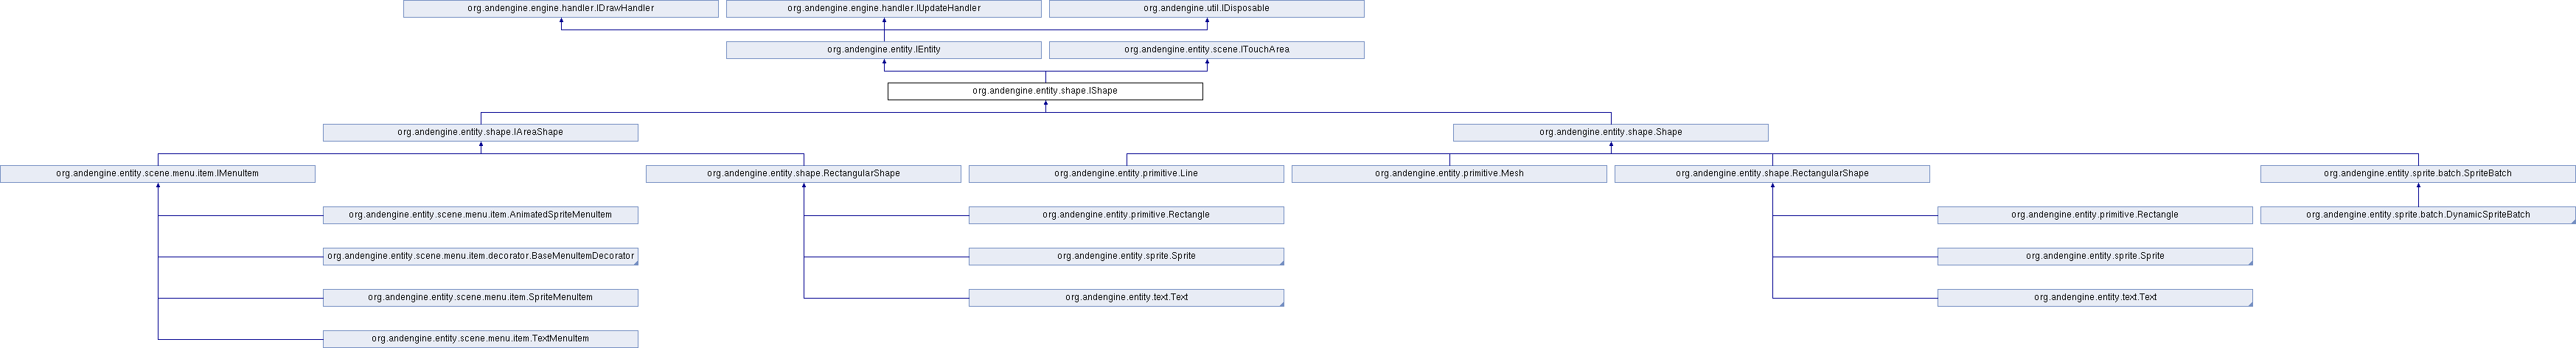 org.andengine.engine.handler.IDrawHandler
org.andengine.engine.handler.IUpdateHandler
org.andengine.util.IDisposable
org.andengine.entity.IEntity
org.andengine.entity.scene.ITouchArea
org.andengine.entity.shape.IShape
org.andengine.entity.shape.IAreaShape
org.andengine.entity.shape.Shape
org.andengine.entity.scene.menu.item.IMenuItem
org.andengine.entity.shape.RectangularShape
org.andengine.entity.primitive.Line
org.andengine.entity.primitive.Mesh
org.andengine.entity.shape.RectangularShape
org.andengine.entity.sprite.batch.SpriteBatch
org.andengine.entity.scene.menu.item.AnimatedSpriteMenuItem
org.andengine.entity.primitive.Rectangle
org.andengine.entity.primitive.Rectangle
org.andengine.entity.sprite.batch.DynamicSpriteBatch
org.andengine.entity.scene.menu.item.decorator.BaseMenuItemDecorator
org.andengine.entity.sprite.Sprite
org.andengine.entity.sprite.Sprite
org.andengine.entity.scene.menu.item.SpriteMenuItem
org.andengine.entity.text.Text
org.andengine.entity.text.Text
org.andengine.entity.scene.menu.item.TextMenuItem